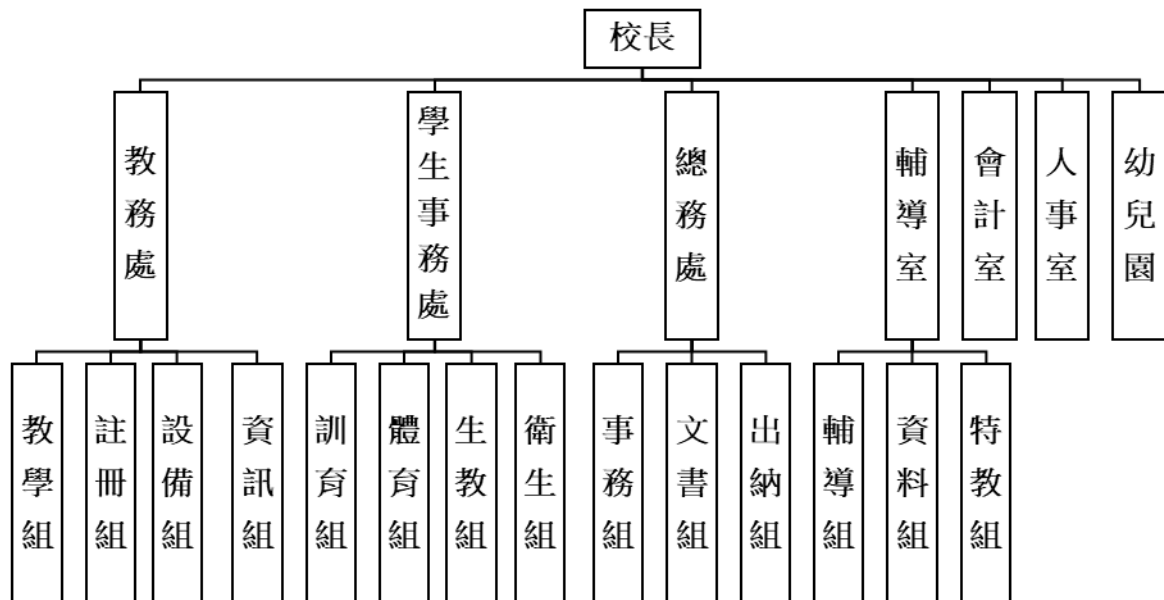 校長
教務處
學生事務處
總務處
輔導室
會計室
人事室
幼兒園
教學組
註冊組
設備組
資訊組
訓育組
體育組
生教組
衛生組
事務組
文書組
出納組
輔導組
資料組
特教組